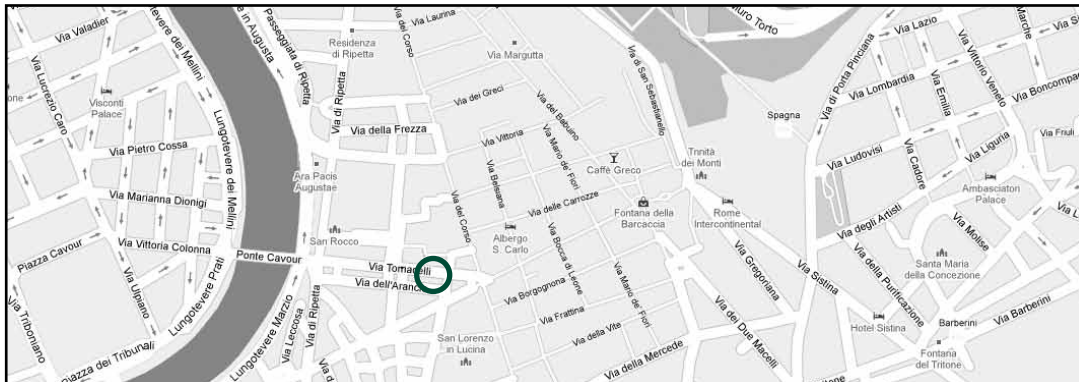 Via Valadier
Via Lucrezio Caro
Visconti
Palace
Via Pietro Cossa
Via Marianna Dionigi
Via Vittoria Colonna
Piazza Cavour
Via Ulpiano
Via Tribomiano
Piazza dei Tribunali
Lungotevere dei Mellini
Lungotevere dei Mellini
Lungotevere Prati
Ponte Cavour
Lungotevere Marzio
in Augusta
Passeggiata di Ripetta
Residenza
di Ripetta
Via di Ripetta
Via della Frezza
Ara Pacis
Augustae
San Rocco
Via Tomacelli
Via dell'Aranci
Via Leccosa
Via di Ripetta
Via Laurina
Via del Corso
Via Margutta
Via dei Greci
Via del Babuino
Via di San Sebastianello
Via Vittoria
Via Mario de' Fiori
Via Belsiana
Caffè Greco
Via delle Carrozze
Via del Corso
Albergo
S. Carlo
Via Bocca di Leone
Fontana della
Barcaccia
Via Borgognona
Via Mario de' Fiori
Via Frattina
Via della Vite
San Lorenzo
in Lucina
Via della Mercede
Via dei Due Macelli
Muro Torto
Spagna
Trinità
dei Monti
Rome
Intercontinental
Via Gregoriana
Via Sistina
Via di Porta Pinciana
Via Lazio
Marche
Via Lombardia
Via Emilia
Via Vittorio Veneto
Via Boncompa
Via Ludovisi
Via Cadore
Via Liguria
Via Friuli
Ambasciaton
Palace
Via degli Artisti
Via Molise
Santa Maria
della Concezione
Via della Purificazione
Hotel Sistina
Barberini
Via Barberini
Fontana
del Tritone